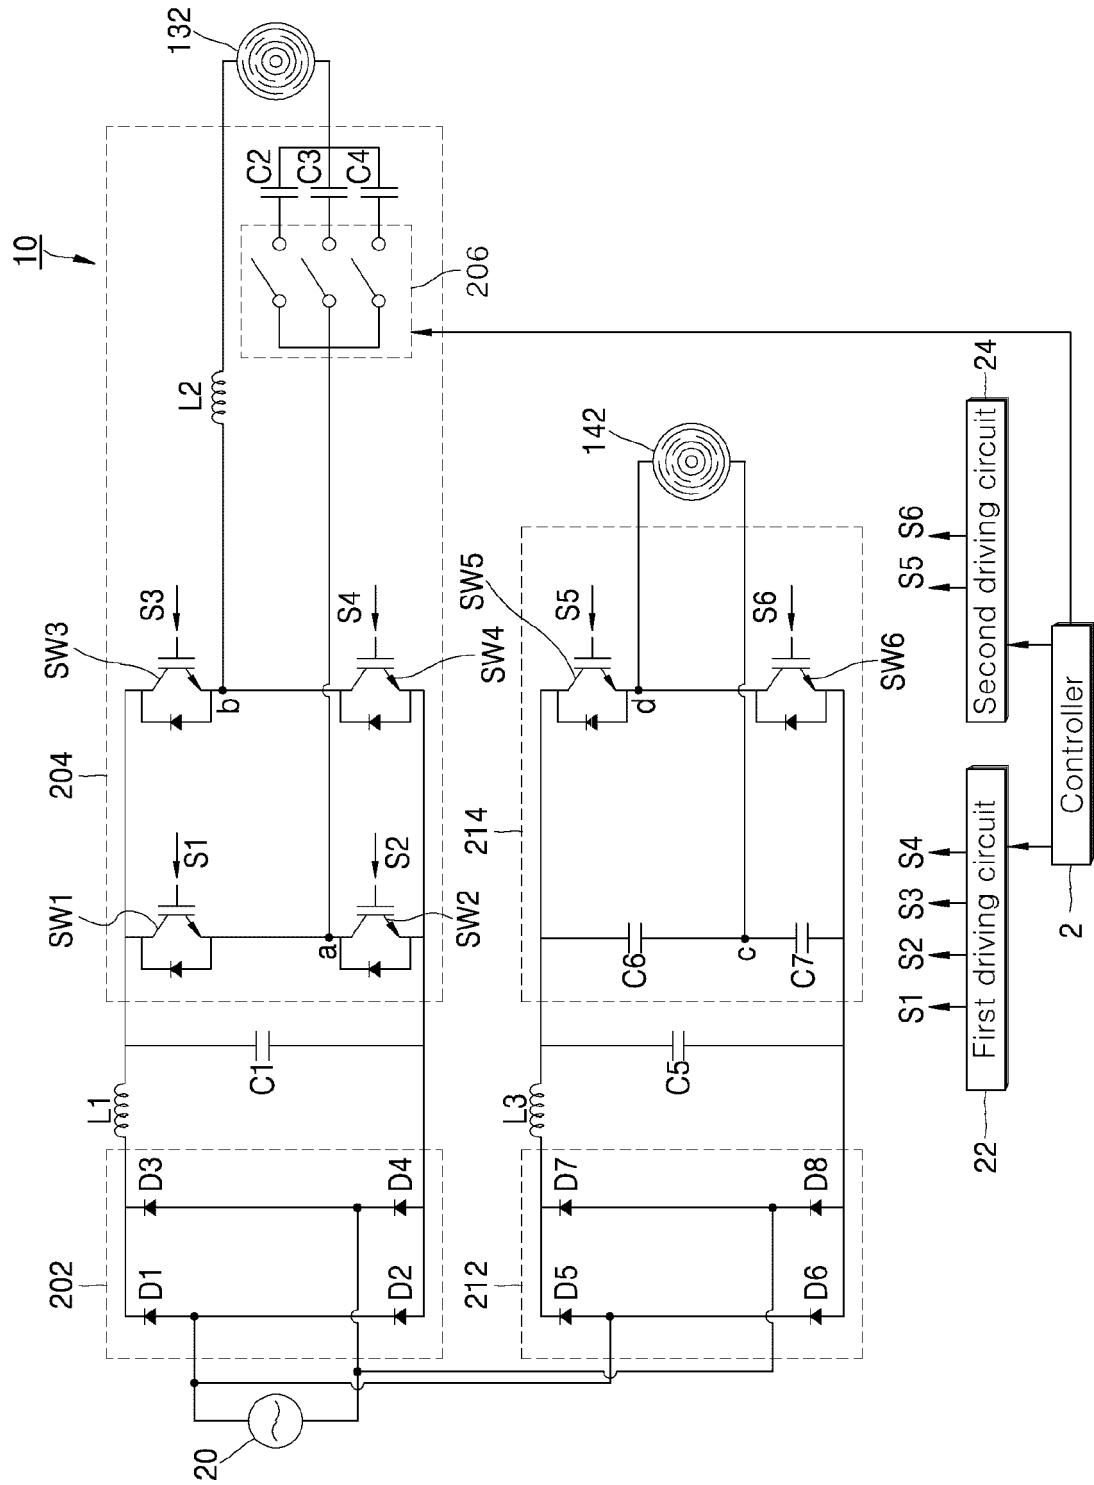 10
20
202
D1
D2
D3
D4
L1
C1
204
SW1
S1
SW2
S2
a
SW3
S3
b
SW4
S4
L2
206
C2
C3
C4
132
212
D5
D6
D7
D8
L3
C5
214
C6
C7
c
SW5
S5
d
SW6
S6
142
22
First driving circuit
S1
S2
S3
S4
24
Second driving circuit
S5
S6
2
Controller